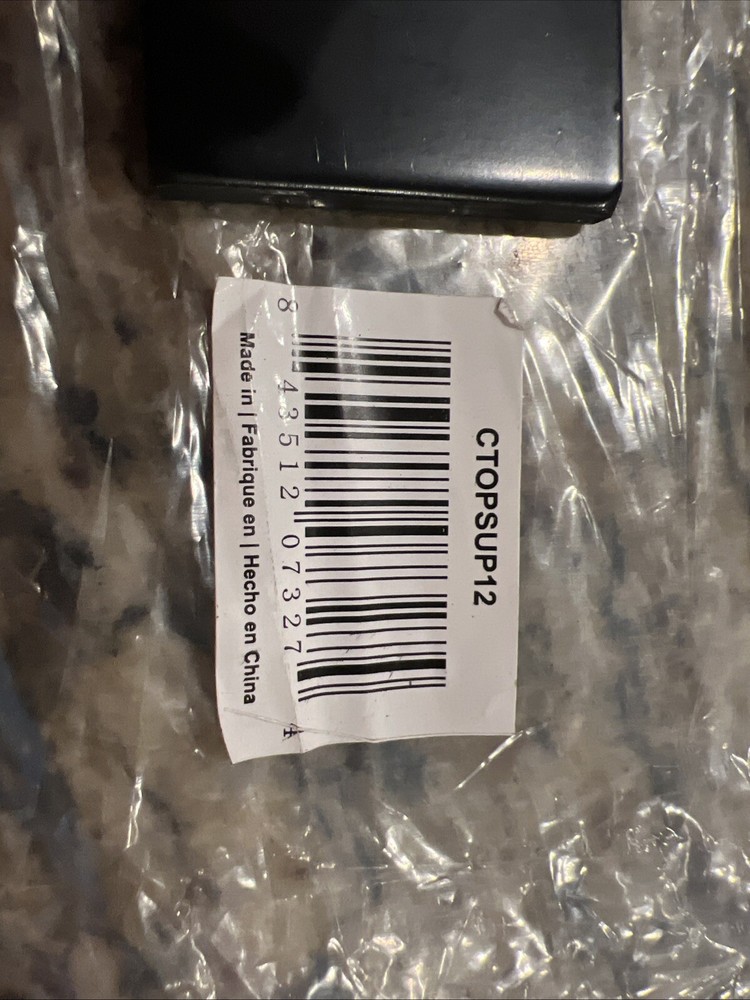 CTOPSUP12
8 43512 07327 4
Made in | Fabrique en | Hecho en China